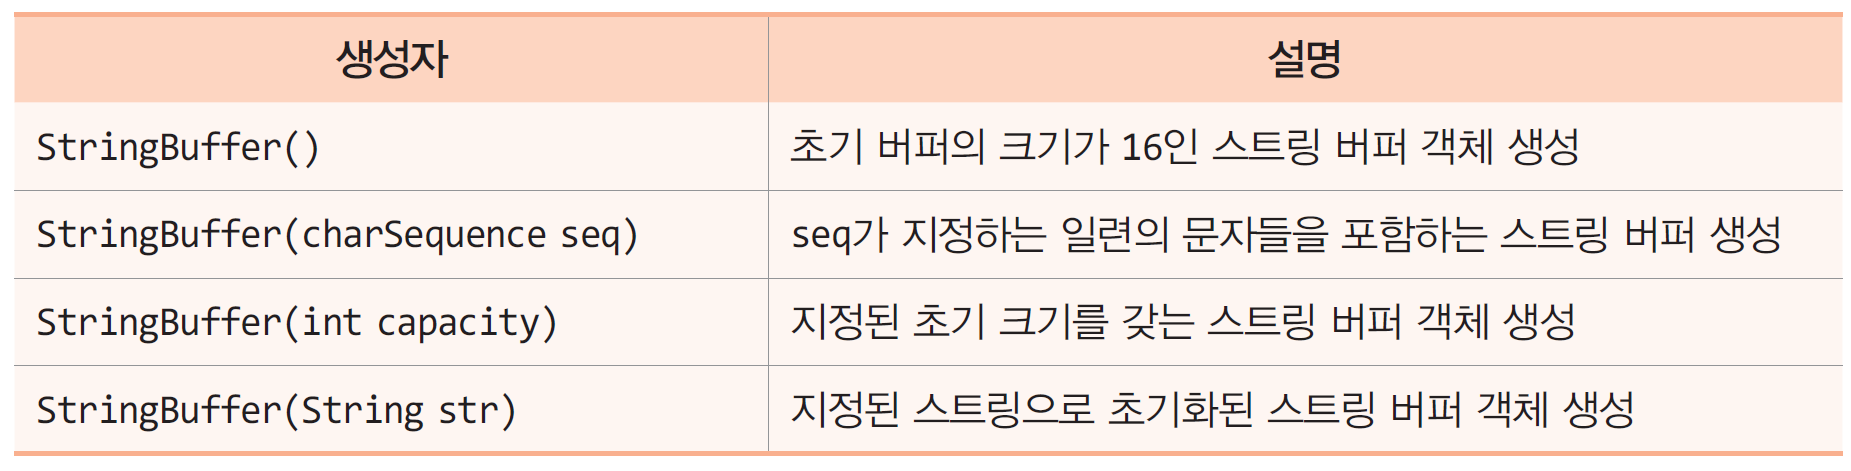 생성자 설명
StringBuffer() 초기 버퍼의 크기가 16인 스트링 버퍼 객체 생성
StringBuffer(charSequence seq) seq가 지정하는 일련의 문자들을 포함하는 스트링 버퍼 생성
StringBuffer(int capacity) 지정된 초기 크기를 갖는 스트링 버퍼 객체 생성
StringBuffer(String str) 지정된 스트링으로 초기화된 스트링 버퍼 객체 생성